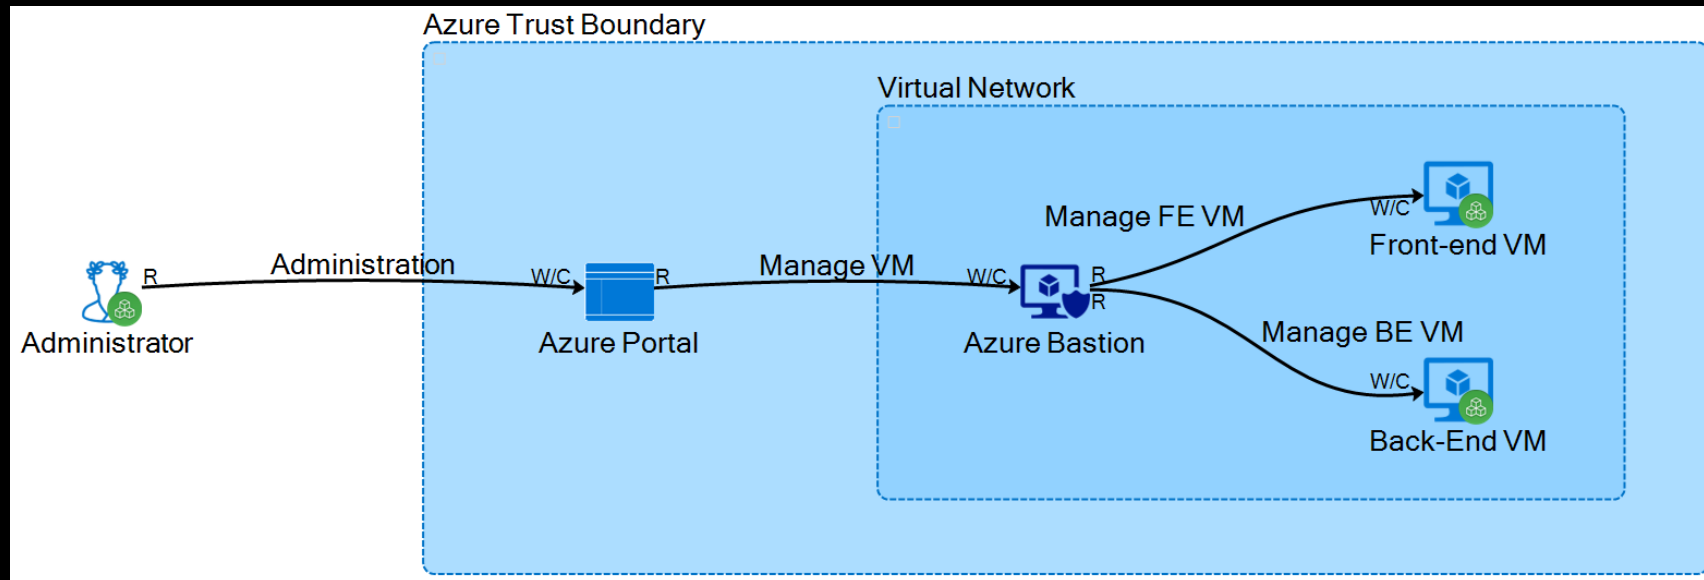 Azure Trust Boundary
Virtual Network
Manage FE VM
W/C
Front-end VM
R
Administration
W/C
R
Manage VM
W/C
R
R
Administrator
Azure Portal
Azure Bastion
Manage BE VM
W/C
Back-End VM